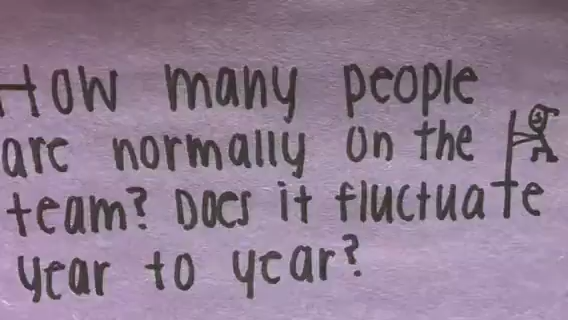 How many people
are normally on the
team? Does it fluctuate
year to year?